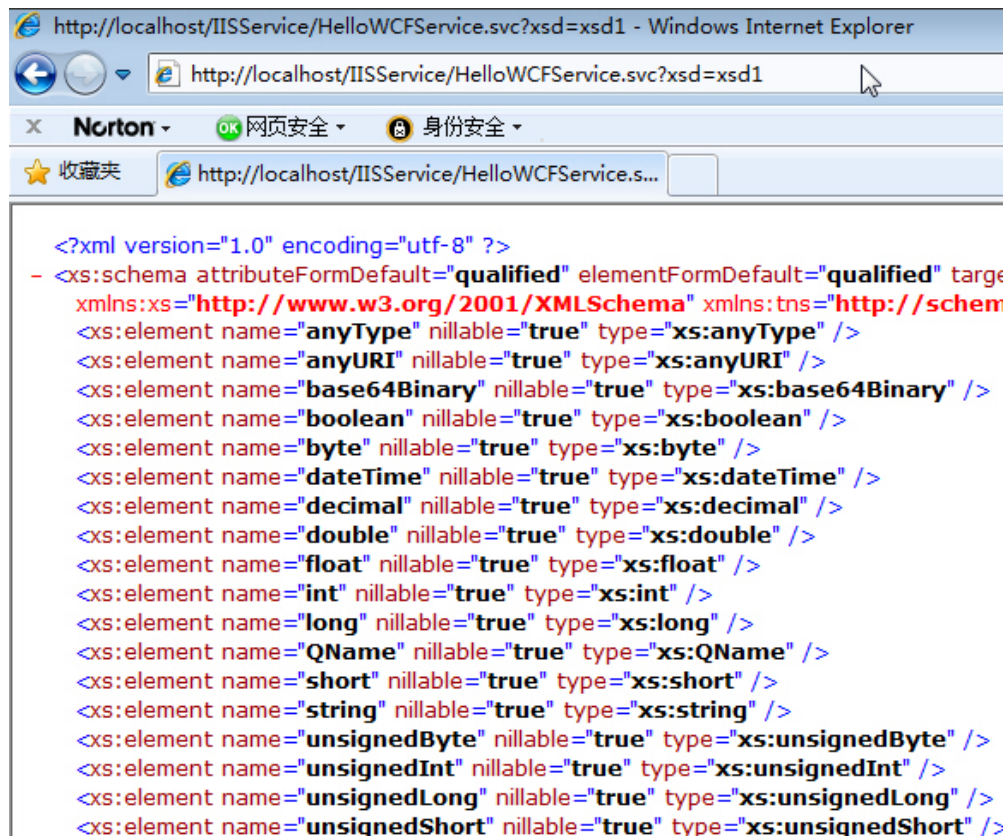 http://localhost/IISService/HelloWCFService.svc?xsd=xsd1 - Windows Internet Explorer
http://localhost/IISService/HelloWCFService.svc?xsd=xsd1
x Norton OK 网页安全 身份安全
收藏夹 http://localhost/IISService/HelloWCFService.s...
<?xml version="1.0" encoding="utf-8" ?>
- <xs:schema attributeFormDefault="qualified" elementFormDefault="qualified" targe
xmlns:xs="http://www.w3.org/2001/XMLSchema" xmlns:tns="http://schem
<xs:element name="anyType" nillable="true" type="xs:anyType" />
<xs:element name="anyURI" nillable="true" type="xs:anyURI" />
<xs:element name="base64Binary" nillable="true" type="xs:base64Binary" />
<xs:element name="boolean" nillable="true" type="xs:boolean" />
<xs:element name="byte" nillable="true" type="xs:byte" />
<xs:element name="dateTime" nillable="true" type="xs:dateTime" />
<xs:element name="decimal" nillable="true" type="xs:decimal" />
<xs:element name="double" nillable="true" type="xs:double" />
<xs:element name="float" nillable="true" type="xs:float" />
<xs:element name="int" nillable="true" type="xs:int" />
<xs:element name="long" nillable="true" type="xs:long" />
<xs:element name="QName" nillable="true" type="xs:QName" />
<xs:element name="short" nillable="true" type="xs:short" />
<xs:element name="string" nillable="true" type="xs:string" />
<xs:element name="unsignedByte" nillable="true" type="xs:unsignedByte" />
<xs:element name="unsignedInt" nillable="true" type="xs:unsignedInt" />
<xs:element name="unsignedLong" nillable="true" type="xs:unsignedLong" />
<xs:element name="unsignedShort" nillable="true" type="xs:unsignedShort" />